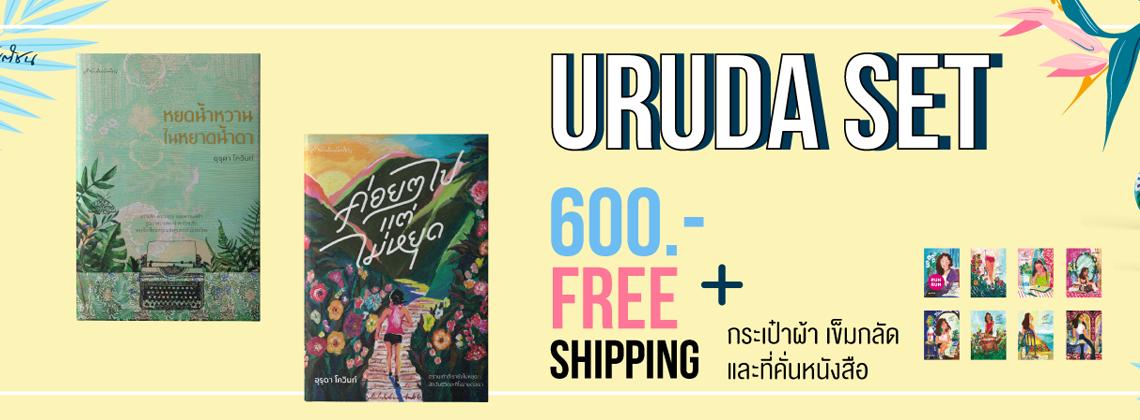 หยดน้ำหวาน
ในหยาดน้ำตา
อุรุดา โควินท์
ค่อยๆ ไป
แต่
ไม่หยุด
อุรุดา โควินท์
URUDA SET
600.-
FREE
SHIPPING
+
กระเป๋าผ้า เข็มกลัด
และที่คั่นหนังสือ
RUN
RUN